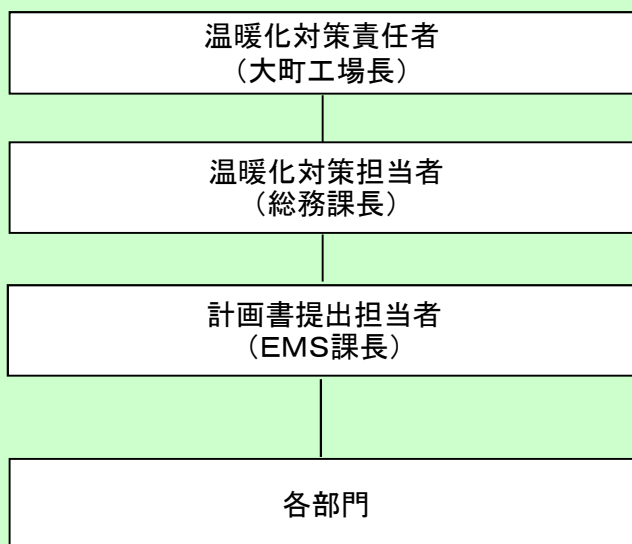 温暖化対策責任者
（大町工場長）
温暖化対策担当者
（総務課長）
計画書提出担当者
（ＥＭＳ課長）
各部門